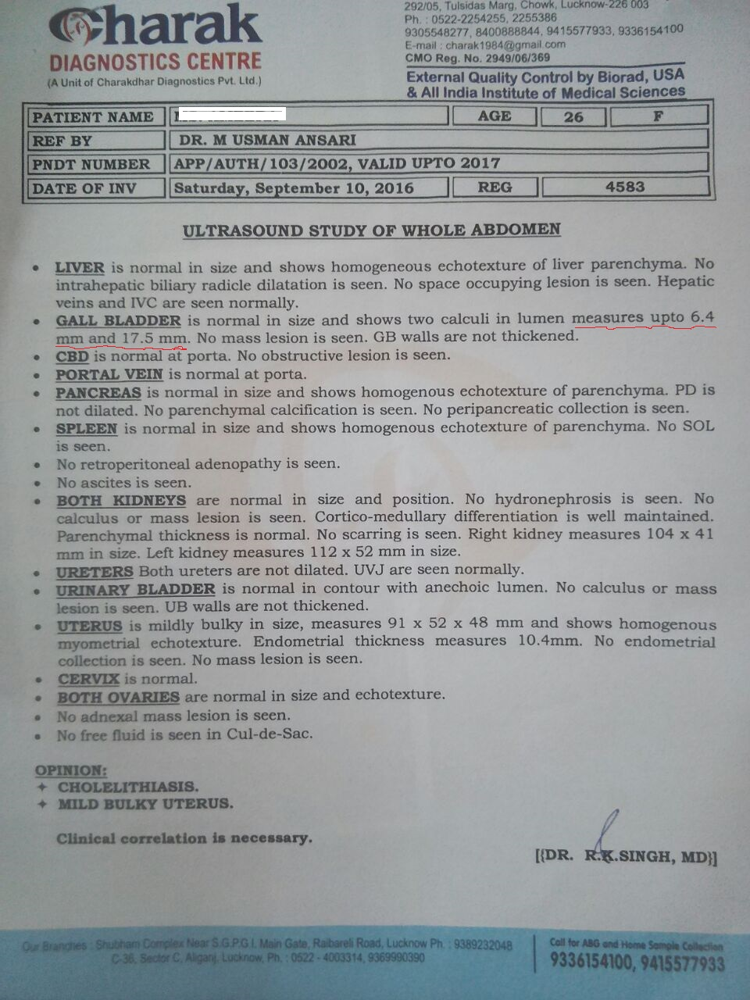 Charak
DIAGNOSTICS CENTRE
(A Unit of Charakdhar Diagnostics Pvt. Ltd.)
292/05, Tulsidas Marg, Chowk, Lucknow-226 003
Ph. : 0522-2254255, 2255386
9305548277, 8400888844, 9415577933, 9336154100
E-mail : charak1984@gmail.com
CMO Reg. No. 2949/06/369
External Quality Control by Biorad, USA
& All India Institute of Medical Sciences
PATIENT NAME AGE 26 F
REF BY DR. M USMAN ANSARI
PNDT NUMBER APP/AUTH/103/2002, VALID UPTO 2017
DATE OF INV Saturday, September 10, 2016 REG 4583
ULTRASOUND STUDY OF WHOLE ABDOMEN
• LIVER is normal in size and shows homogeneous echotexture of liver parenchyma. No
intrahepatic biliary radicle dilatation is seen. No space occupying lesion is seen. Hepatic
veins and IVC are seen normally.
• GALL BLADDER is normal in size and shows two calculi in lumen measures upto 6.4
mm and 17.5 mm. No mass lesion is seen. GB walls are not thickened.
• CBD is normal at porta. No obstructive lesion is seen.
• PORTAL VEIN is normal at porta.
• PANCREAS is normal in size and shows homogenous echotexture of parenchyma. PD is
not dilated. No parenchymal calcification is seen. No peripancreatic collection is seen.
• SPLEEN is normal in size and shows homogenous echotexture of parenchyma. No SOL
is seen.
• No retroperitoneal adenopathy is seen.
• No ascites is seen.
• BOTH KIDNEYS are normal in size and position. No hydronephrosis is seen. No
calculus or mass lesion is seen. Cortico-medullary differentiation is well maintained.
Parenchymal thickness is normal. No scarring is seen. Right kidney measures 104 x 41
mm in size. Left kidney measures 112 x 52 mm in size.
• URETERS Both ureters are not dilated. UVJ are seen normally.
• URINARY BLADDER is normal in contour with anechoic lumen. No calculus or mass
lesion is seen. UB walls are not thickened.
• UTERUS is mildly bulky in size, measures 91 x 52 x 48 mm and shows homogenous
myometrial echotexture. Endometrial thickness measures 10.4mm. No endometrial
collection is seen. No mass lesion is seen.
• CERVIX is normal.
• BOTH OVARIES are normal in size and echotexture.
• No adnexal mass lesion is seen.
• No free fluid is seen in Cul-de-Sac.
OPINION:
✦ CHOLELITHIASIS.
✦ MILD BULKY UTERUS.
Clinical correlation is necessary.
[{DR. R.K.SINGH, MD}]
Our Branches : Shubham Complex Near S.G.P.G.I. Main Gate, Raibareli Road, Lucknow Ph. : 9389232048
C-36, Sector C, Aliganj, Lucknow, Ph. : 0522 - 4003314, 9369990390
Call for ABG and Home Sample Collection
9336154100, 9415577933